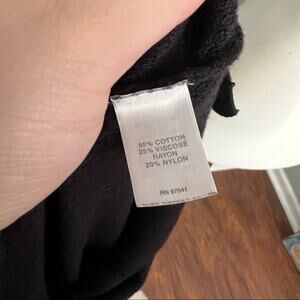 55% COTTON
25% VISCOSE
RAYON
20% NYLON
RN 97641